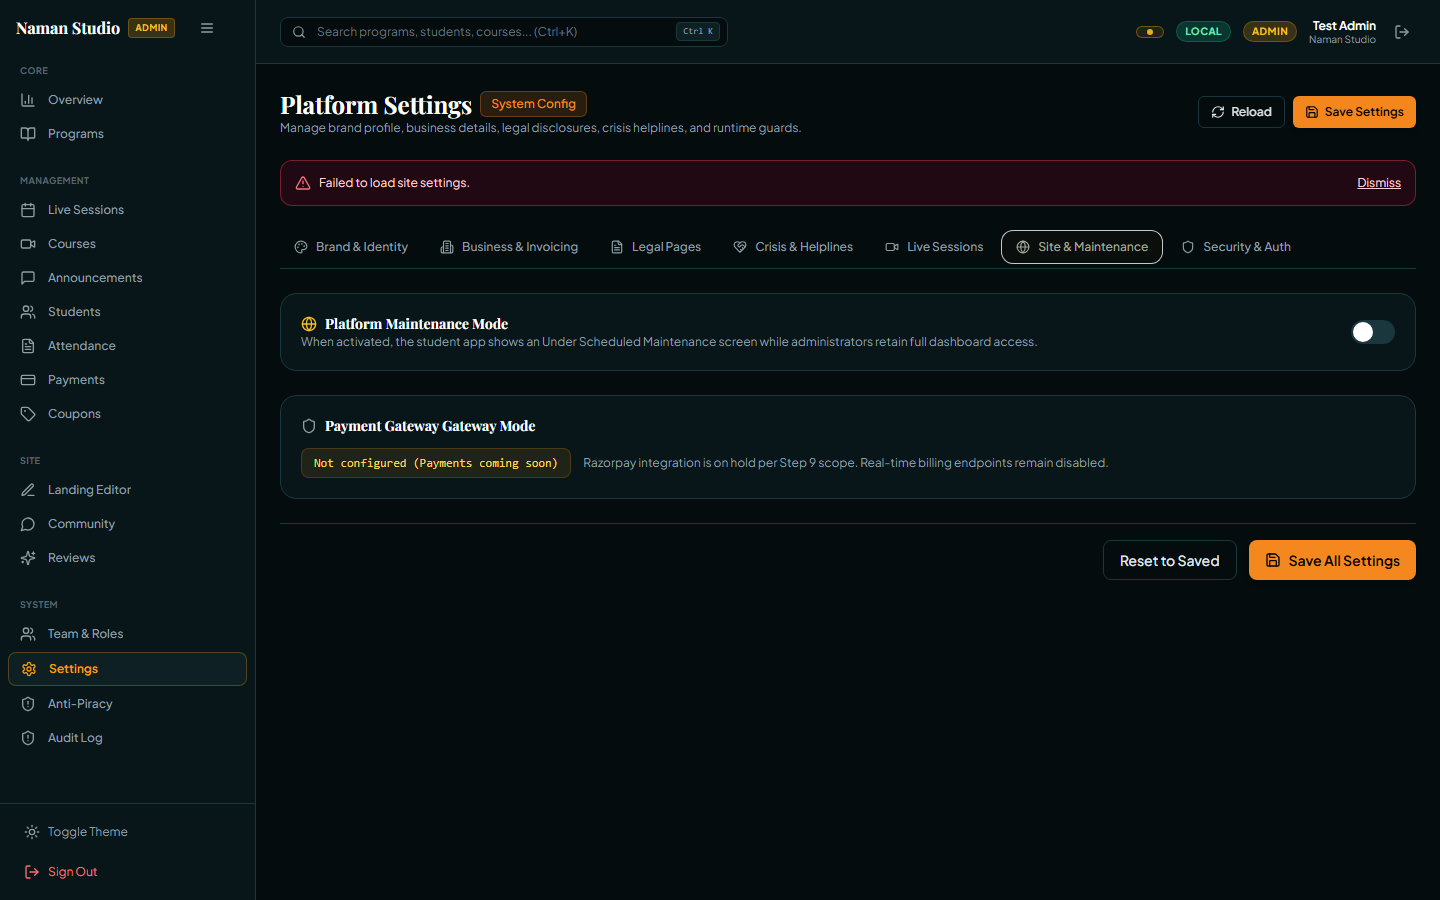 Naman Studio ADMIN
Search programs, students, courses... (Ctrl+K) Ctrl K
LOCAL ADMIN Test Admin
Naman Studio
CORE
Overview
Programs
MANAGEMENT
Live Sessions
Courses
Announcements
Students
Attendance
Payments
Coupons
SITE
Landing Editor
Community
Reviews
SYSTEM
Team & Roles
Settings
Anti-Piracy
Audit Log
Toggle Theme
Sign Out
Platform Settings System Config
Manage brand profile, business details, legal disclosures, crisis helplines, and runtime guards.
Reload Save Settings
Failed to load site settings. Dismiss
Brand & Identity Business & Invoicing Legal Pages Crisis & Helplines Live Sessions Site & Maintenance Security & Auth
Platform Maintenance Mode
When activated, the student app shows an Under Scheduled Maintenance screen while administrators retain full dashboard access.
Payment Gateway Gateway Mode
Not configured (Payments coming soon) Razorpay integration is on hold per Step 9 scope. Real-time billing endpoints remain disabled.
Reset to Saved Save All Settings